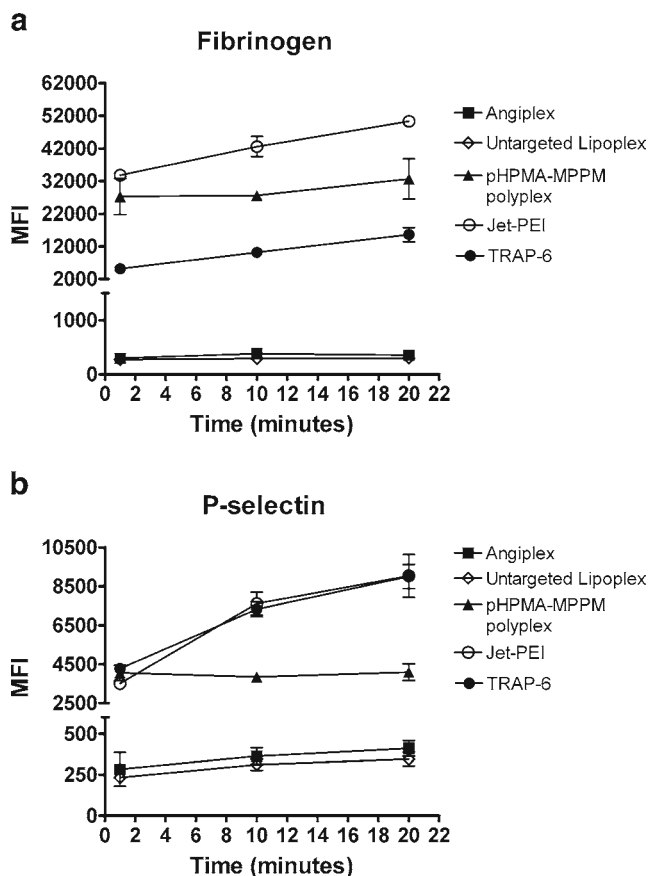 a
Fibrinogen
62000
52000
42000
32000
22000
12000
2000
1000
0
MFI
0 2 4 6 8 10 12 14 16 18 20 22
Time (minutes)
Angiplex
Untargeted Lipoplex
pHPMA-MPPM
polyplex
Jet-PEI
TRAP-6
b
P-selectin
10500
8500
6500
4500
2500
500
250
0
MFI
0 2 4 6 8 10 12 14 16 18 20 22
Time (minutes)
Angiplex
Untargeted Lipoplex
pHPMA-MPPM
polyplex
Jet-PEI
TRAP-6